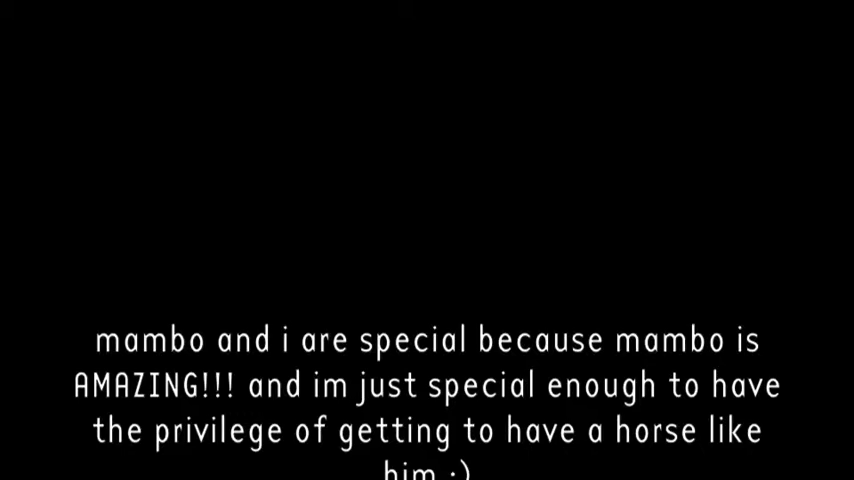 mambo and i are special because mambo is
AMAZING!!! and im just special enough to have
the privilege of getting to have a horse like
him :)